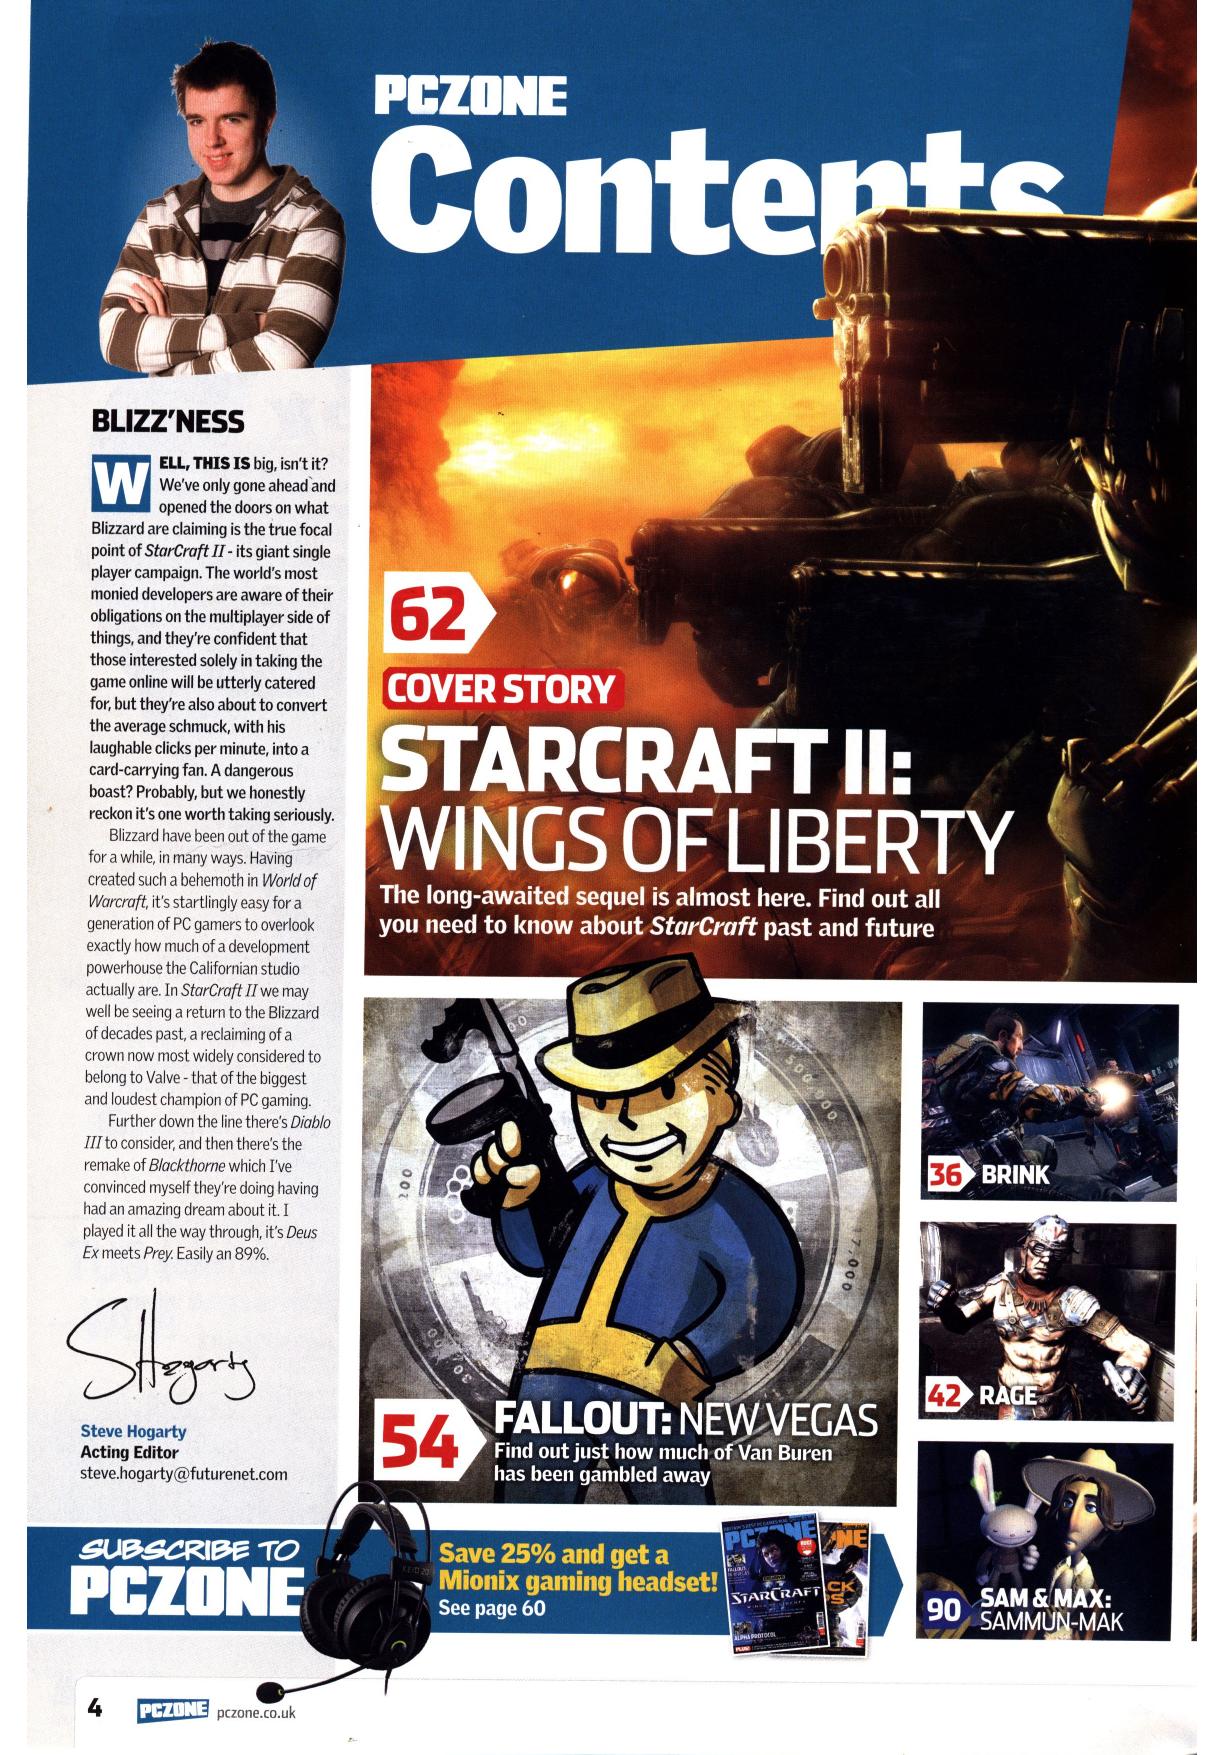 PCZONE
Contents
BLIZZ'NESS
WELL, THIS IS big, isn't it?
We've only gone ahead and
opened the doors on what
Blizzard are claiming is the true focal
point of StarCraft II - its giant single
player campaign. The world's most
monied developers are aware of their
obligations on the multiplayer side of
things, and they're confident that
those interested solely in taking the
game online will be utterly catered
for, but they're also about to convert
the average schmuck, with his
laughable clicks per minute, into a
card-carrying fan. A dangerous
boast? Probably, but we honestly
reckon it's one worth taking seriously.
Blizzard have been out of the game
for a while, in many ways. Having
created such a behemoth in World of
Warcraft, it's startlingly easy for a
generation of PC gamers to overlook
exactly how much of a development
powerhouse the Californian studio
actually are. In StarCraft II we may
well be seeing a return to the Blizzard
of decades past, a reclaiming of a
crown now most widely considered to
belong to Valve - that of the biggest
and loudest champion of PC gaming.
Further down the line there's Diablo
III to consider, and then there's the
remake of Blackthorne which I've
convinced myself they're doing having
had an amazing dream about it. I
played it all the way through, it's Deus
Ex meets Prey. Easily an 89%.
SHogarty
Steve Hogarty
Acting Editor
steve.hogarty@futurenet.com
62
COVER STORY
STARCRAFT II:
WINGS OF LIBERTY
The long-awaited sequel is almost here. Find out all
you need to know about StarCraft past and future
54
FALLOUT: NEW VEGAS
Find out just how much of Van Buren
has been gambled away
36 BRINK
42 RAGE
90 SAM & MAX:
SAMMUN-MAK
SUBSCRIBE TO
PCZONE
Save 25% and get a
Mionix gaming headset!
See page 60
PCZONE
STARCRAFT
ALPHA PROTOCOL
4
PCZONE
pczone.co.uk